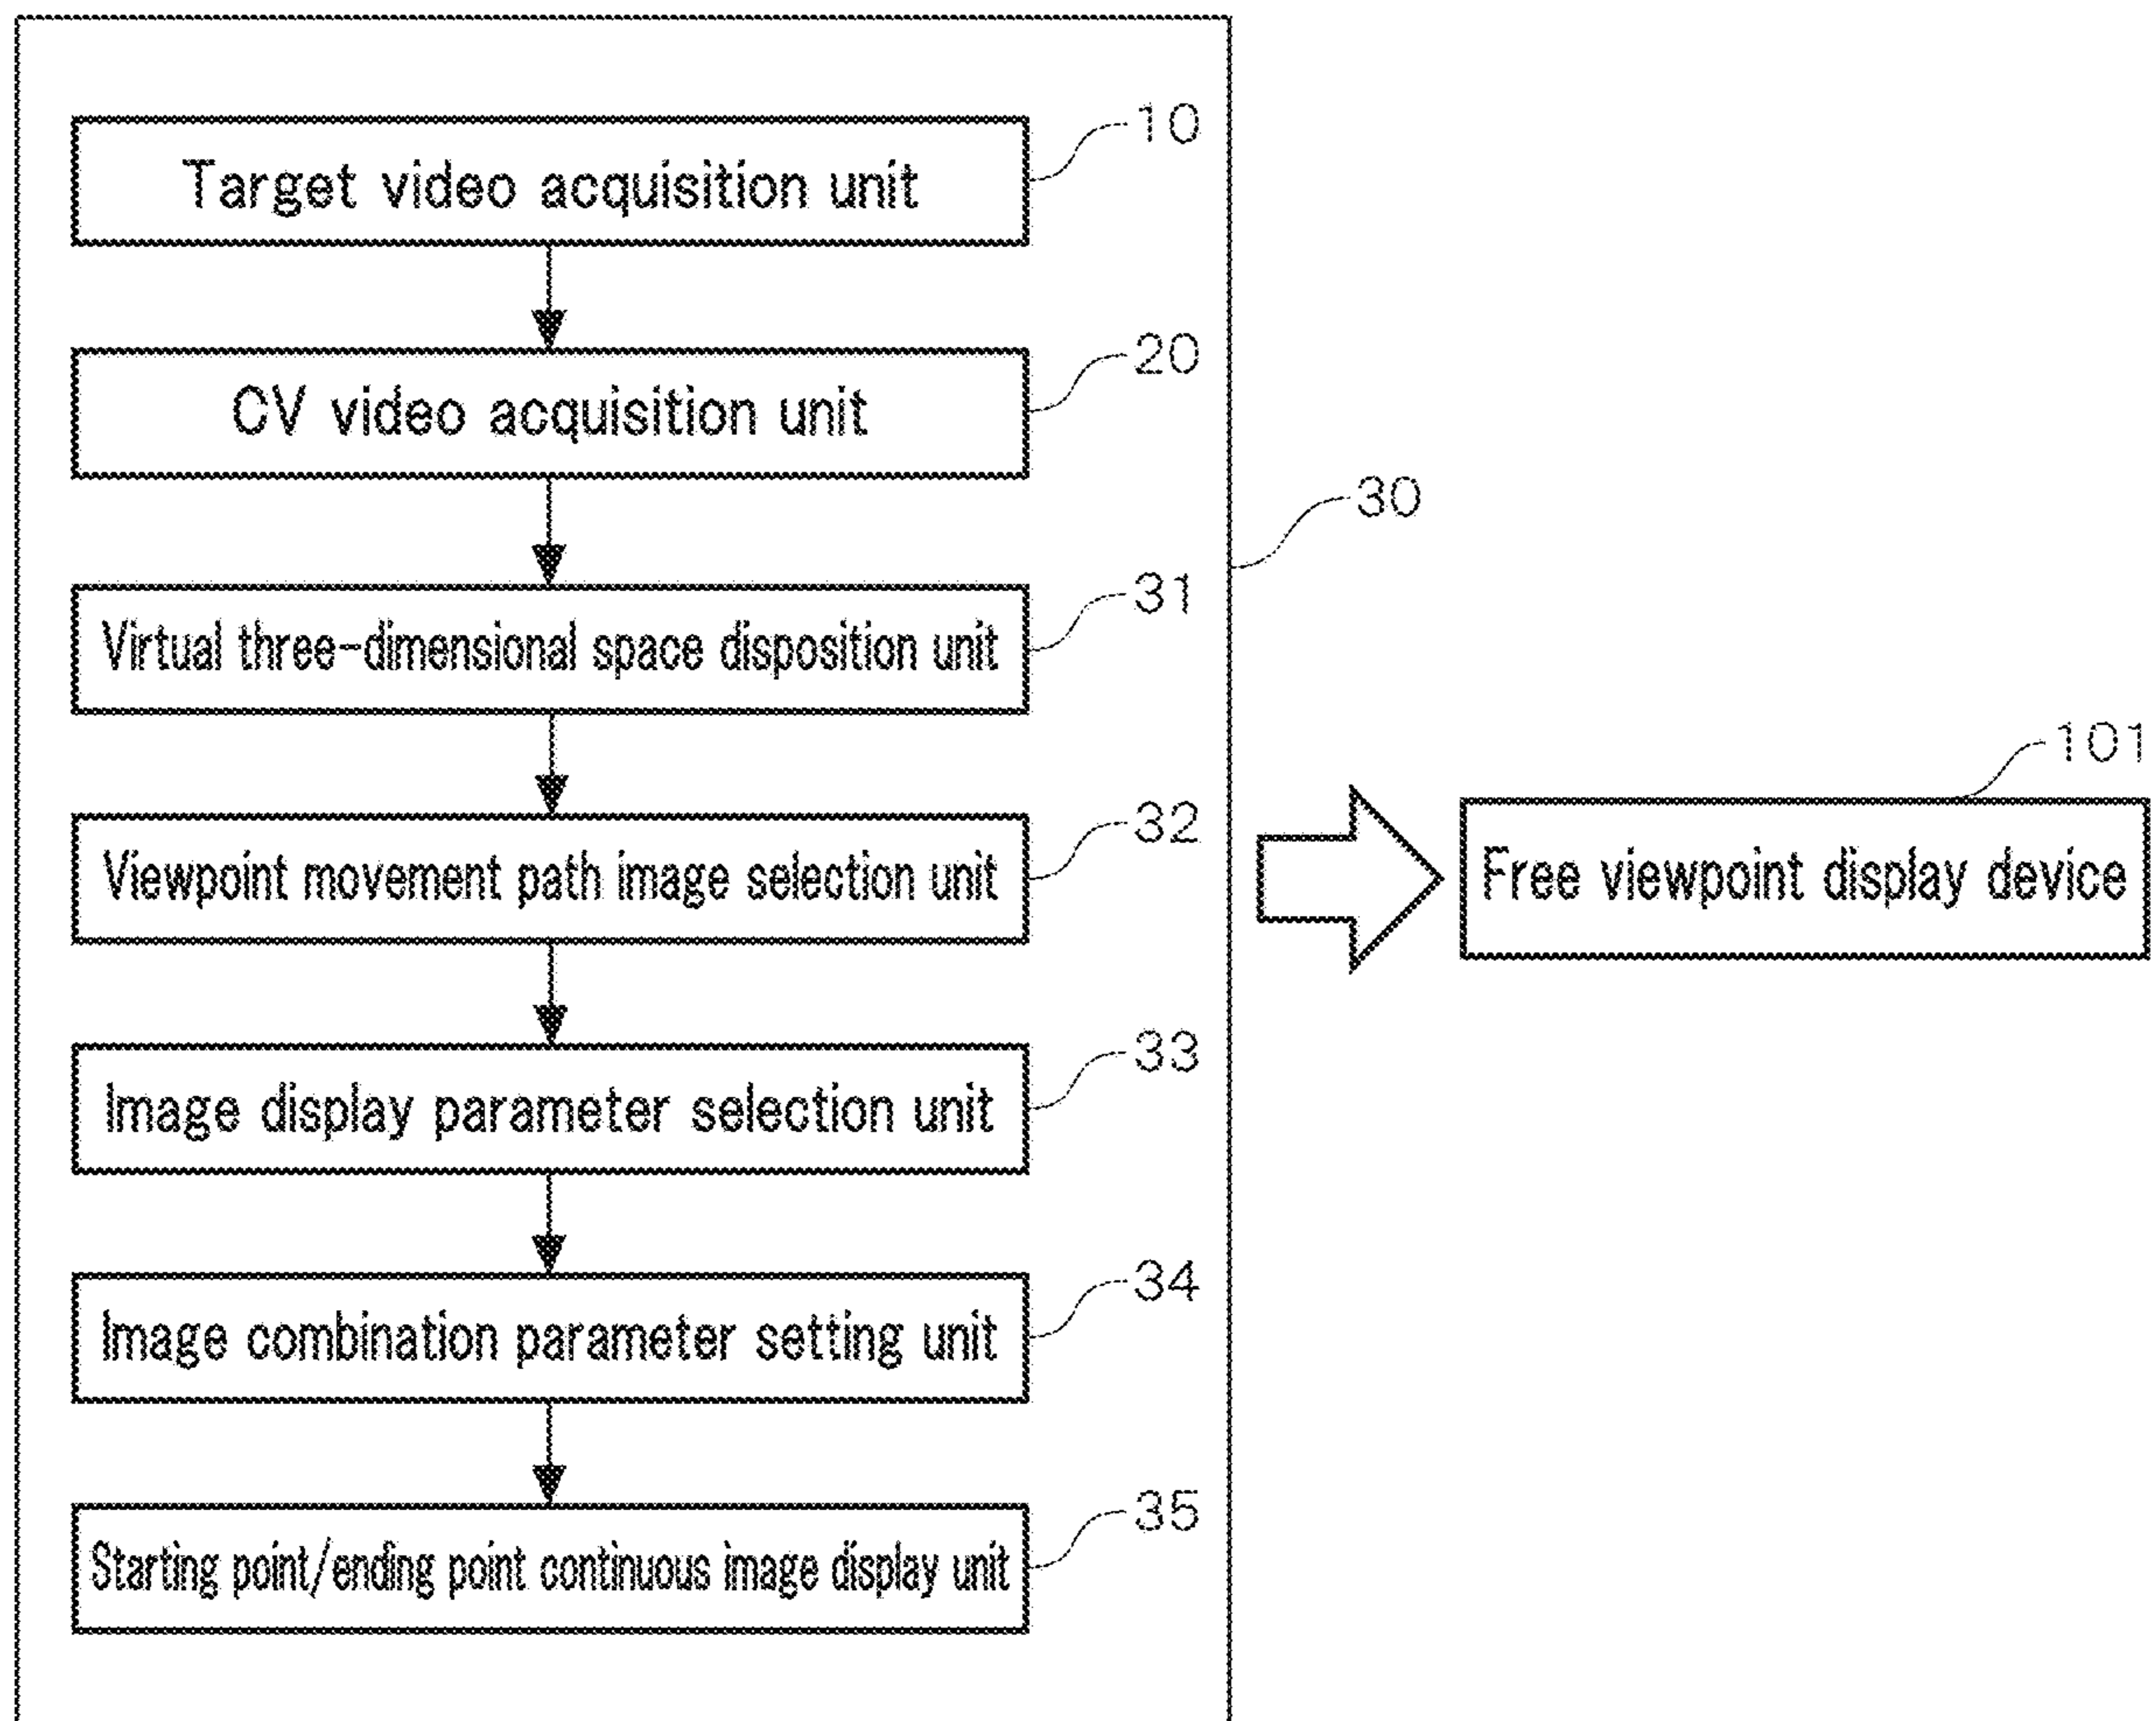 10
Target video acquisition unit
20
CV video acquisition unit
30
31
Virtual three-dimensional space disposition unit
101
32
Viewpoint movement path image selection unit
Free viewpoint display device
33
Image display parameter selection unit
34
Image combination parameter setting unit
35
Starting point/ending point continuous image display unit